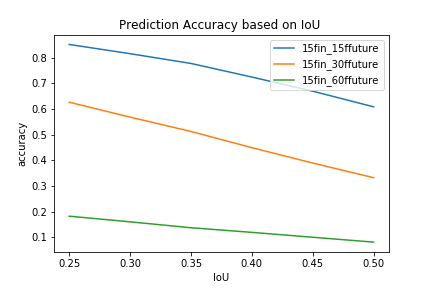 Prediction Accuracy based on IoU
15fin_15ffuture
15fin_30ffuture
15fin_60ffuture
accuracy
0.8
0.7
0.6
0.5
0.4
0.3
0.2
0.1
0.25 0.30 0.35 0.40 0.45 0.50
IoU